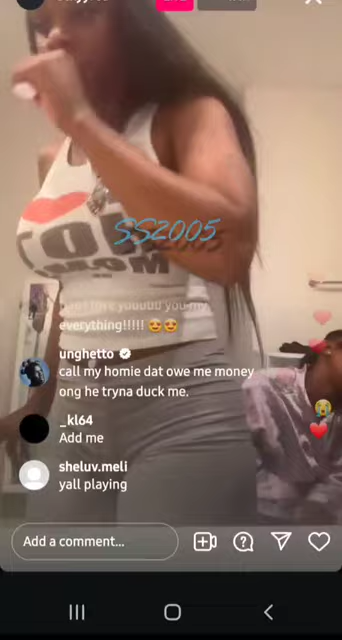 SS2005
MOM
everything!!!!! 😍😍
unghetto
call my homie dat owe me money
ong he tryna duck me.
_kl64
Add me
sheluv.meli
yall playing
Add a comment...